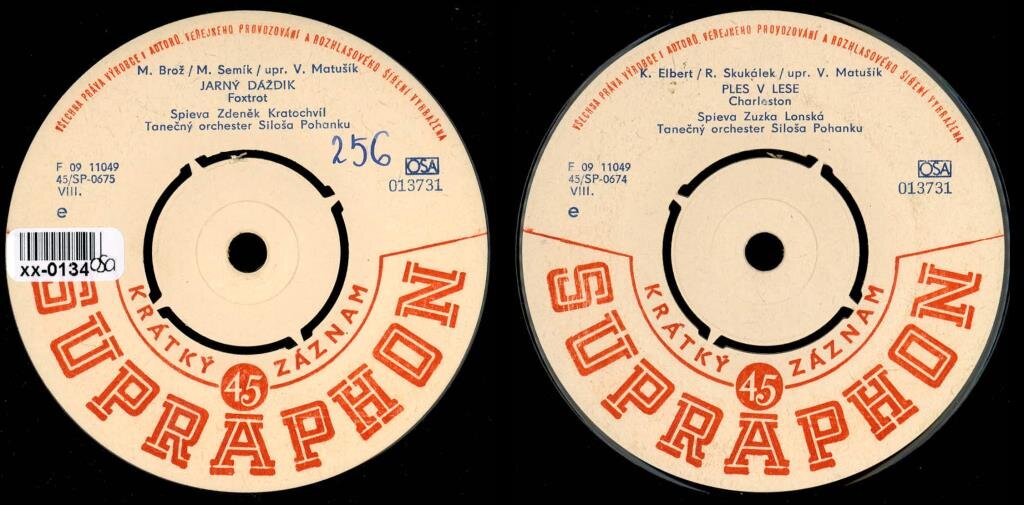 VŠECHNA PRÁVA VÝROBCE I AUTORŮ, VEŘEJNÉHO PROVOZOVÁNÍ A ROZHLASOVÉHO ŠÍŘENÍ VYHRAŽENA
M. Brož / M. Semík / upr. V. Matušík
JARNÝ DÁŽDIK
Foxtrot
Spieva Zdeněk Kratochvíl
Tanečný orchester Siloša Pohanku
256
F 09 11049
45/SP-0675
VIII.
e
OSA
013731
xx-0134 osa
KRÁTKÝ 45 ZÁZNAM
SUPRAPHON
VŠECHNA PRÁVA VÝROBCE I AUTORŮ, VEŘEJNÉHO PROVOZOVÁNÍ A ROZHLASOVÉHO ŠÍŘENÍ VYHRAŽENA
K. Elbert / R. Skukálek / upr. V. Matušík
PLES V LESE
Charleston
Spieva Zuzka Lonská
Tanečný orchester Siloša Pohanku
F 09 11049
45/SP-0674
VIII.
e
OSA
013731
KRÁTKÝ 45 ZÁZNAM
SUPRAPHON